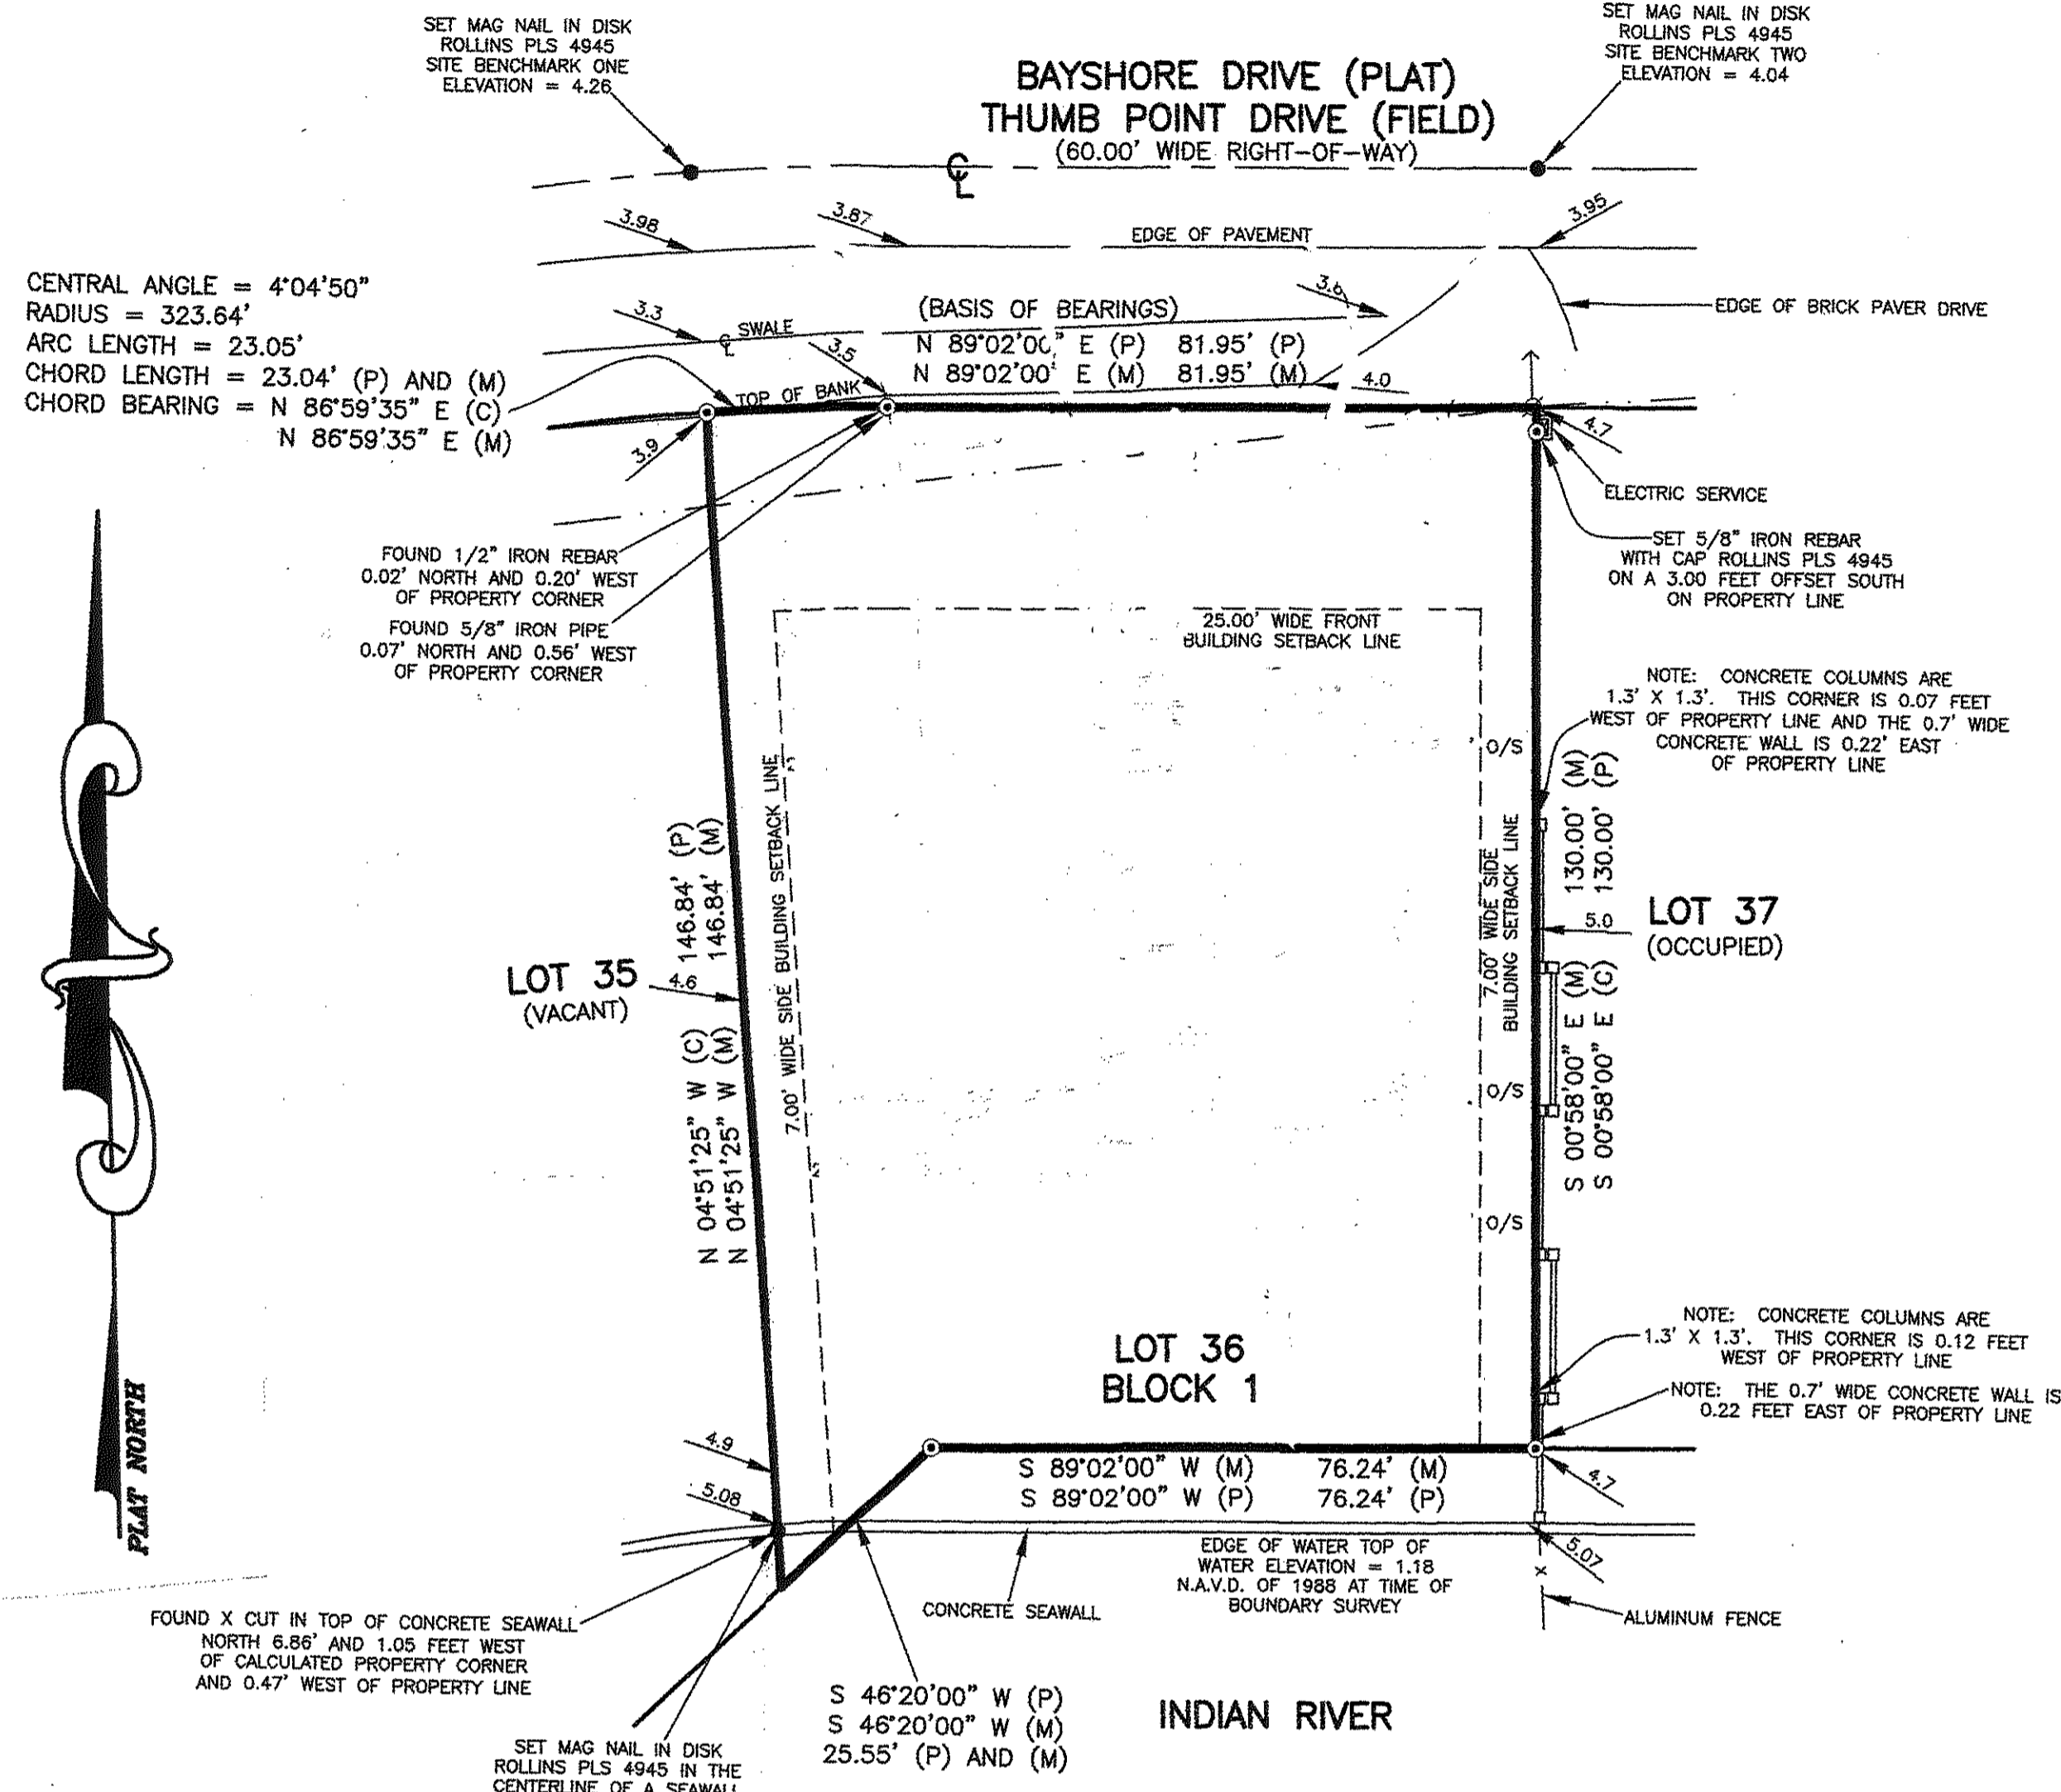 SET MAG NAIL IN DISK
ROLLINS PLS 4945
SITE BENCHMARK ONE
ELEVATION = 4.26
SET MAG NAIL IN DISK
ROLLINS PLS 4945
SITE BENCHMARK TWO
ELEVATION = 4.04
BAYSHORE DRIVE (PLAT)
THUMB POINT DRIVE (FIELD)
(60.00' WIDE RIGHT-OF-WAY)
CL
3.98
3.87
3.95
EDGE OF PAVEMENT
CENTRAL ANGLE = 4°04'50"
RADIUS = 323.64'
ARC LENGTH = 23.05'
CHORD LENGTH = 23.04' (P) AND (M)
CHORD BEARING = N 86°59'35" E (C)
N 86°59'35" E (M)
3.3
CL SWALE
3.5
TOP OF BANK
(BASIS OF BEARINGS)
N 89°02'00" E (P) 81.95' (P)
N 89°02'00" E (M) 81.95' (M)
3.6
4.0
EDGE OF BRICK PAVER DRIVE
3.9
4.7
ELECTRIC SERVICE
SET 5/8" IRON REBAR
WITH CAP ROLLINS PLS 4945
ON A 3.00 FEET OFFSET SOUTH
ON PROPERTY LINE
FOUND 1/2" IRON REBAR
0.02' NORTH AND 0.20' WEST
OF PROPERTY CORNER
FOUND 5/8" IRON PIPE
0.07' NORTH AND 0.56' WEST
OF PROPERTY CORNER
25.00' WIDE FRONT
BUILDING SETBACK LINE
NOTE: CONCRETE COLUMNS ARE
1.3' X 1.3'. THIS CORNER IS 0.07 FEET
WEST OF PROPERTY LINE AND THE 0.7' WIDE
CONCRETE WALL IS 0.22' EAST
OF PROPERTY LINE
O/S
7.00' WIDE SIDE BUILDING SETBACK LINE
7.00' WIDE SIDE
BUILDING SETBACK LINE
N 04°51'25" W (C) 146.84' (P)
N 04°51'25" W (M) 146.84' (M)
S 00°58'00" E (M) 130.00' (M)
S 00°58'00" E (C) 130.00' (P)
LOT 35
(VACANT)
4.6
5.0
LOT 37
(OCCUPIED)
O/S
O/S
PLAT NORTH
LOT 36
BLOCK 1
NOTE: CONCRETE COLUMNS ARE
1.3' X 1.3'. THIS CORNER IS 0.12 FEET
WEST OF PROPERTY LINE
NOTE: THE 0.7' WIDE CONCRETE WALL IS
0.22 FEET EAST OF PROPERTY LINE
4.9
5.08
S 89°02'00" W (M) 76.24' (M)
S 89°02'00" W (P) 76.24' (P)
4.7
5.07
EDGE OF WATER TOP OF
WATER ELEVATION = 1.18
N.A.V.D. OF 1988 AT TIME OF
BOUNDARY SURVEY
x
CONCRETE SEAWALL
ALUMINUM FENCE
FOUND X CUT IN TOP OF CONCRETE SEAWALL
NORTH 6.86' AND 1.05 FEET WEST
OF CALCULATED PROPERTY CORNER
AND 0.47' WEST OF PROPERTY LINE
S 46°20'00" W (P)
S 46°20'00" W (M)
25.55' (P) AND (M)
INDIAN RIVER
SET MAG NAIL IN DISK
ROLLINS PLS 4945 IN THE
CENTERLINE OF A SEAWALL